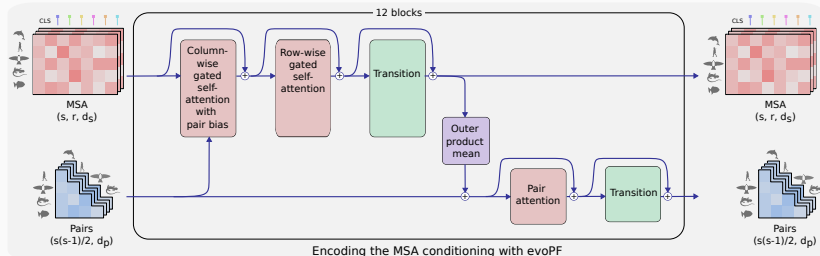 12 blocks
CLS
MSA
(s, r, ds)
Column-
wise
gated
self-
attention
with
pair bias
Row-wise
gated
self-
attention
Transition
Outer
product
mean
Pair
attention
Transition
Pairs
(s(s-1)/2, dp)
CLS
MSA
(s, r, ds)
Pairs
(s(s-1)/2, dp)
Encoding the MSA conditioning with evoPF